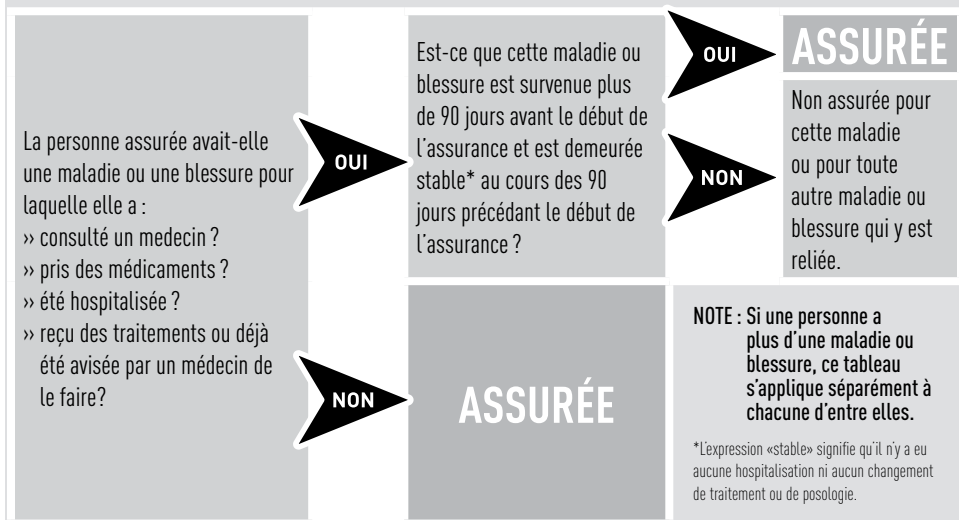 La personne assurée avait-elle
une maladie ou une blessure pour
laquelle elle a :
›› consulté un medecin ?
›› pris des médicaments ?
›› été hospitalisée ?
›› reçu des traitements ou déjà
été avisée par un médecin de
le faire?
OUI
NON
Est-ce que cette maladie ou
blessure est survenue plus
de 90 jours avant le début de
l’assurance et est demeurée
stable* au cours des 90
jours précédant le début de
l’assurance ?
OUI
NON
ASSURÉE
Non assurée pour
cette maladie
ou pour toute
autre maladie ou
blessure qui y est
reliée.
ASSURÉE
NOTE : Si une personne a
plus d’une maladie ou
blessure, ce tableau
s’applique séparément à
chacune d’entre elles.
*L’expression «stable» signifie qu’il n’y a eu
aucune hospitalisation ni aucun changement
de traitement ou de posologie.